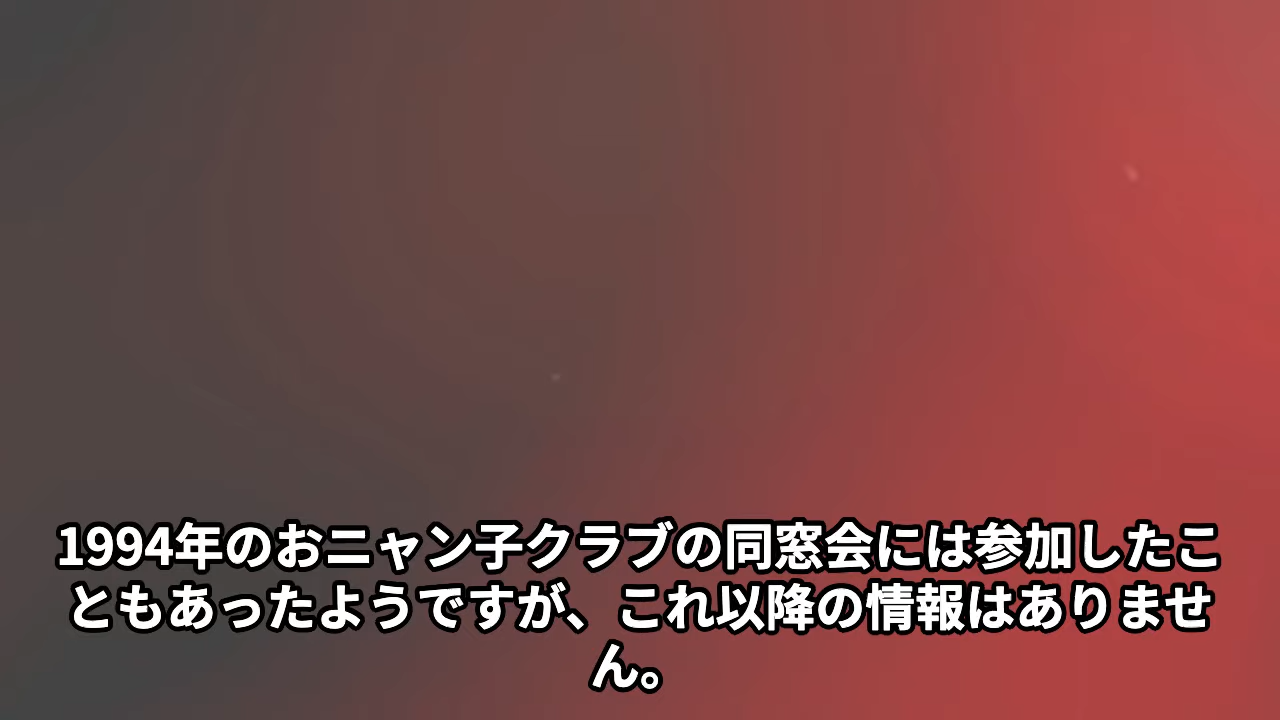 1994年のおニャン子クラブの同窓会には参加したこ
ともあったようですが、これ以降の情報はありませ
ん。